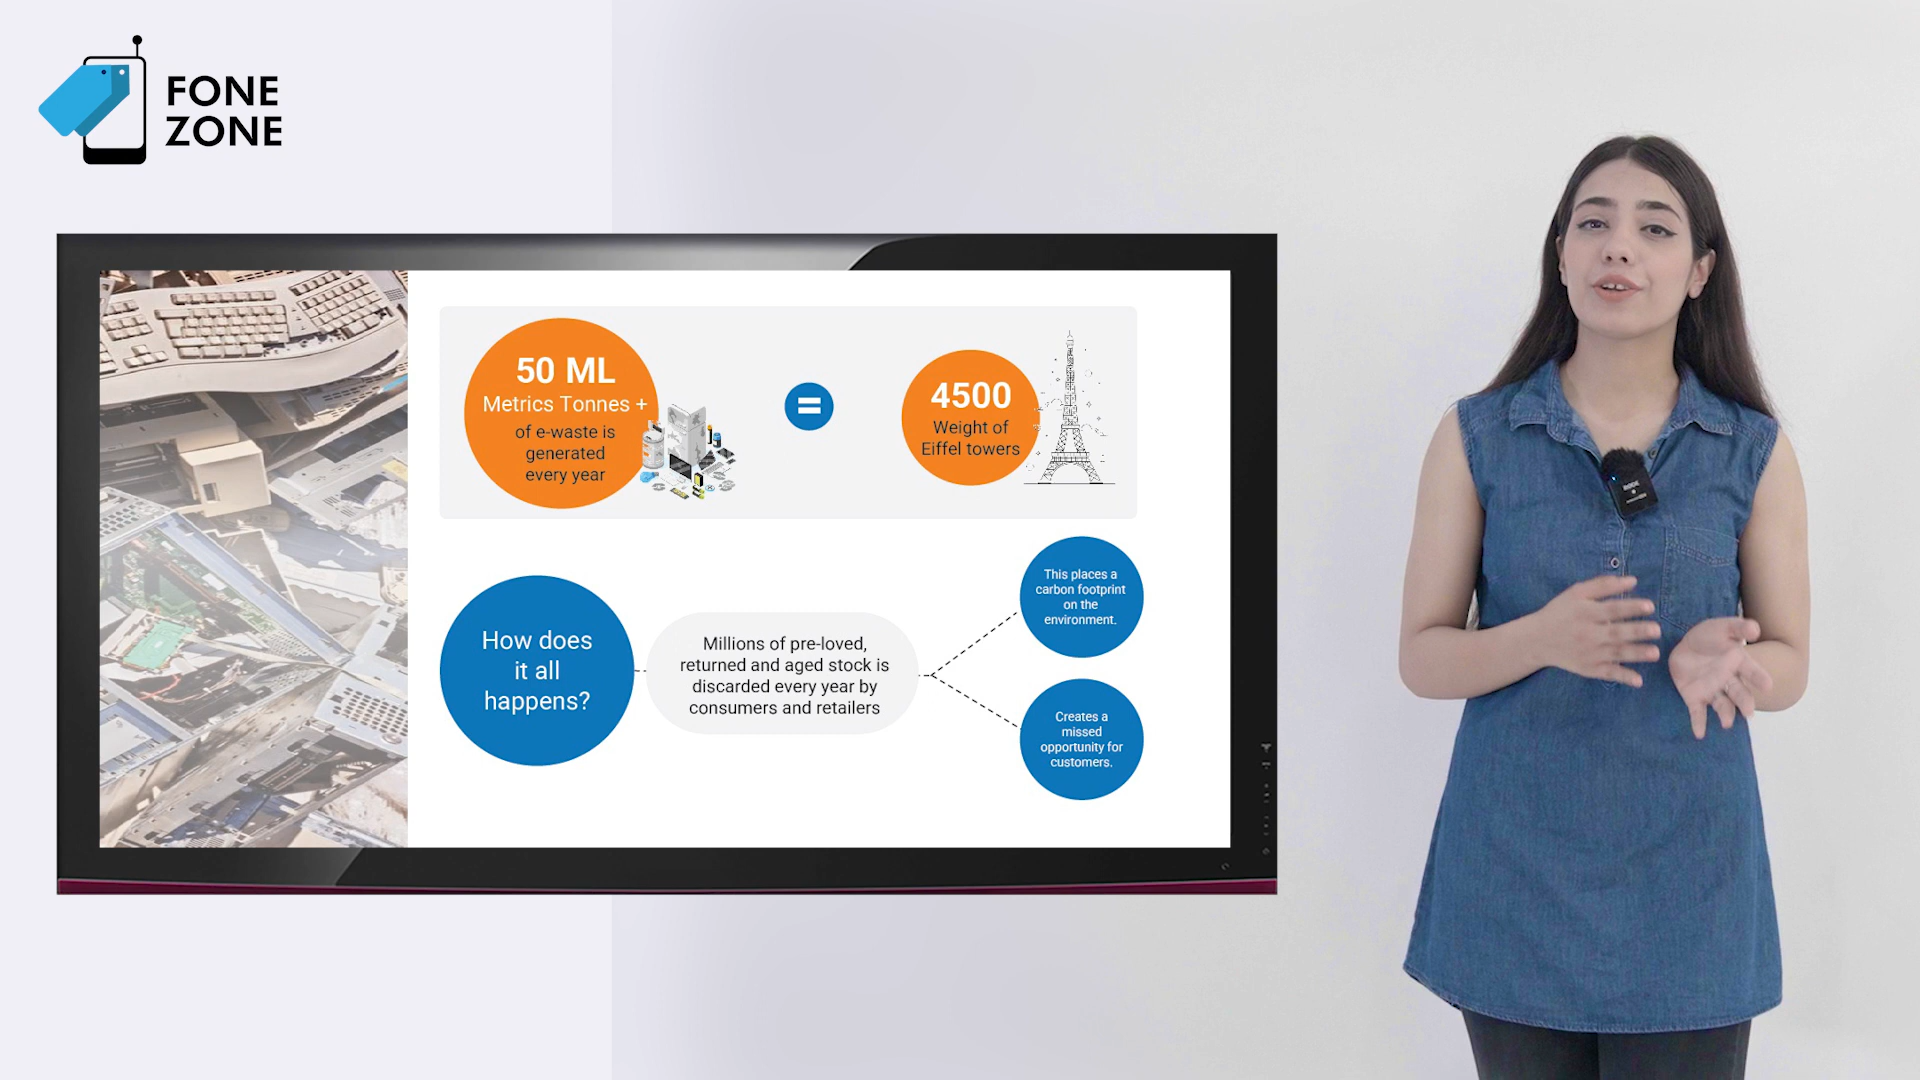 FONE
ZONE
50 ML
Metrics Tonnes +
of e-waste is
generated
every year
4500
Weight of
Eiffel towers
How does
it all
happens?
Millions of pre-loved,
returned and aged stock is
discarded every year by
consumers and retailers
This places a
carbon footprint
on the
environment.
Creates a
missed
opportunity for
customers.
RODE